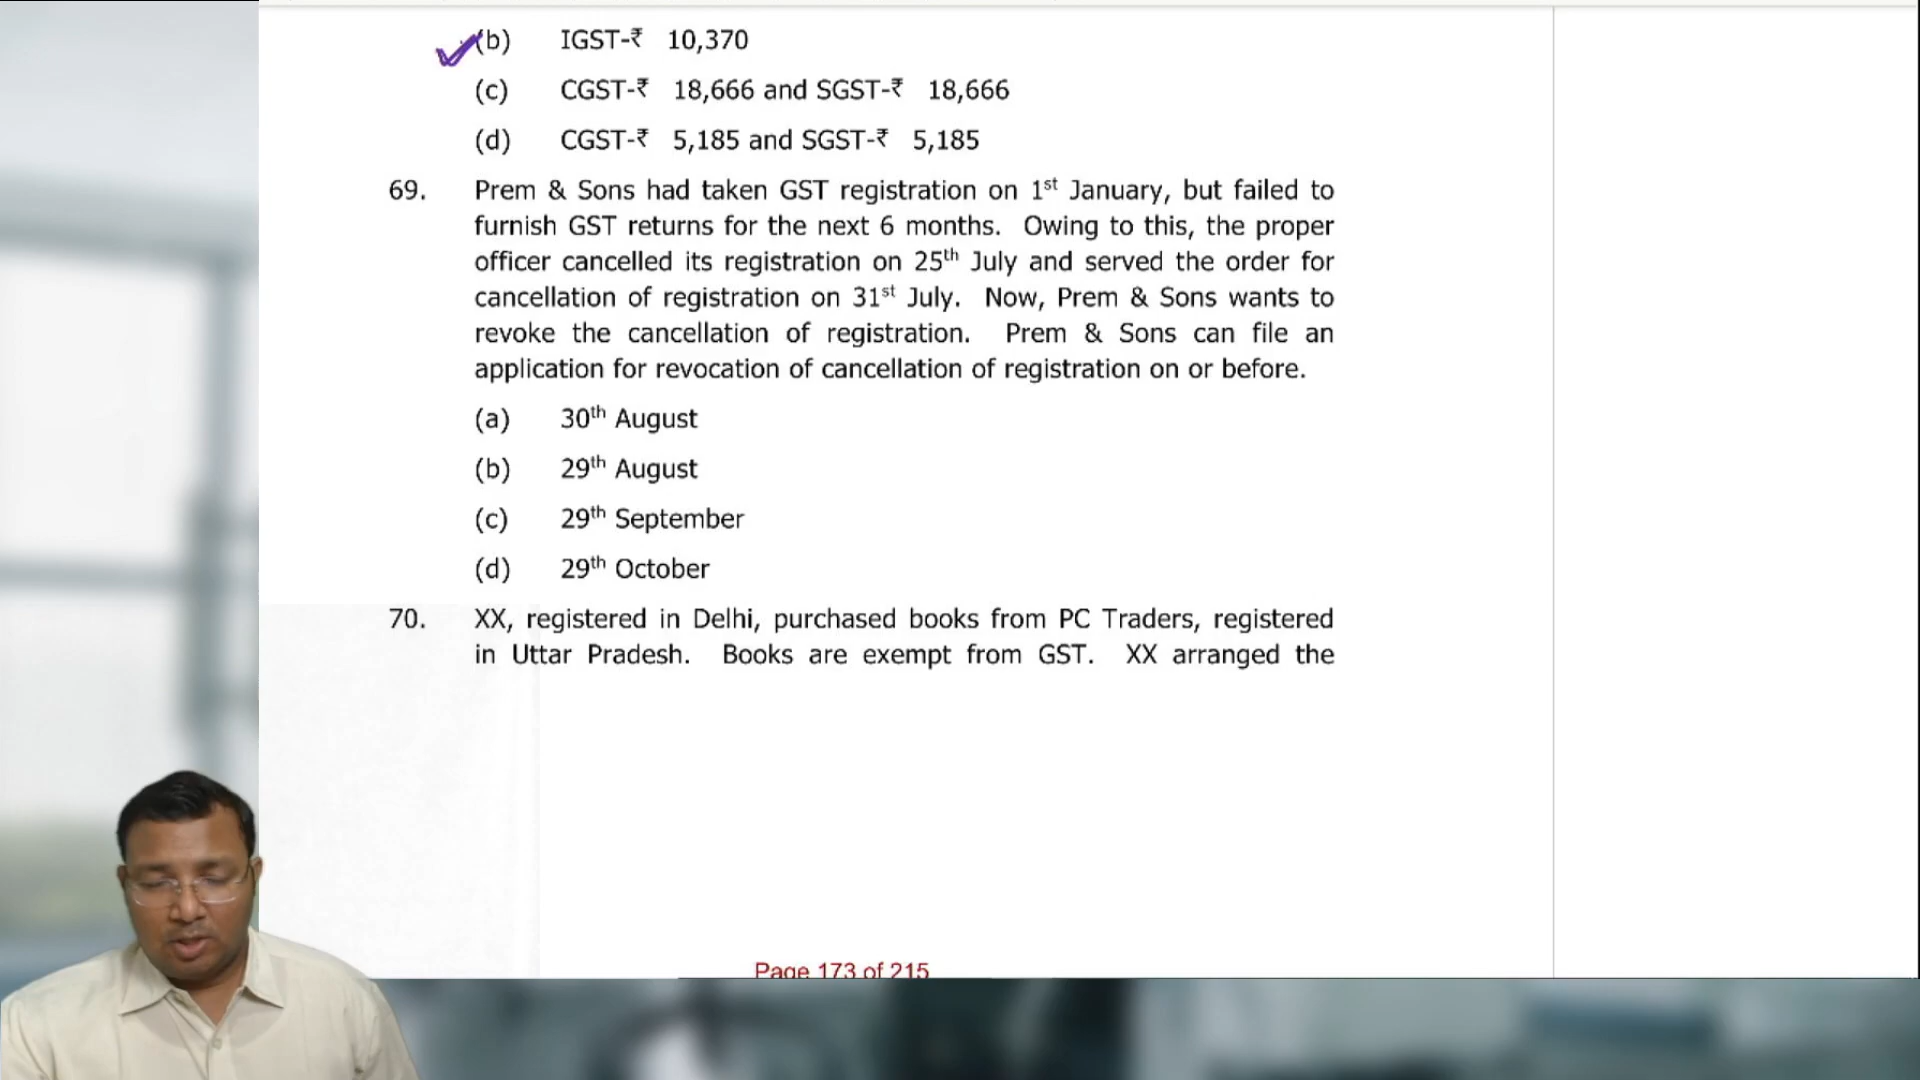 (b) IGST-₹ 10,370
(c) CGST-₹ 18,666 and SGST-₹ 18,666
(d) CGST-₹ 5,185 and SGST-₹ 5,185
69. Prem & Sons had taken GST registration on 1st January, but failed to
furnish GST returns for the next 6 months. Owing to this, the proper
officer cancelled its registration on 25th July and served the order for
cancellation of registration on 31st July. Now, Prem & Sons wants to
revoke the cancellation of registration. Prem & Sons can file an
application for revocation of cancellation of registration on or before.
(a) 30th August
(b) 29th August
(c) 29th September
(d) 29th October
70. XX, registered in Delhi, purchased books from PC Traders, registered
in Uttar Pradesh. Books are exempt from GST. XX arranged the
Page 173 of 215